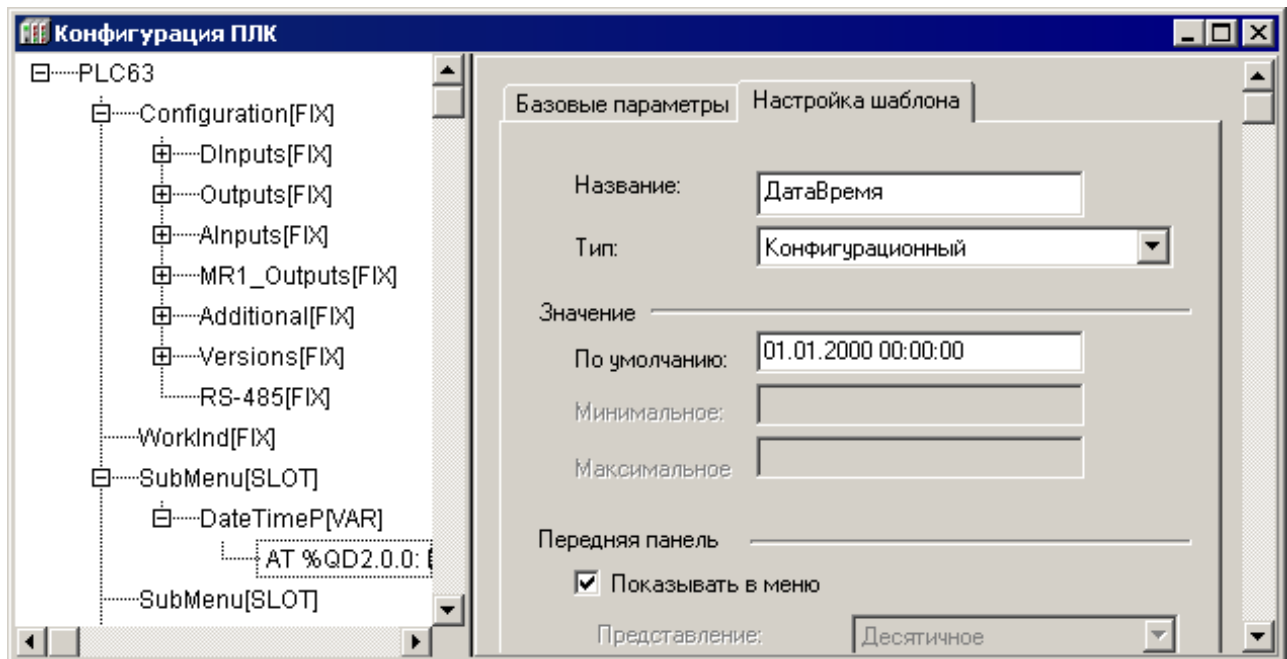 Конфигурация ПЛК
PLC63
Configuration[FIX]
DInputs[FIX]
Outputs[FIX]
AInputs[FIX]
MR1_Outputs[FIX]
Additional[FIX]
Versions[FIX]
RS-485[FIX]
WorkInd[FIX]
SubMenu[SLOT]
DateTimeP[VAR]
AT %QD2.0.0:
SubMenu[SLOT]
Базовые параметры
Настройка шаблона
Название:
ДатаВремя
Тип:
Конфигурационный
Значение
По умолчанию:
01.01.2000 00:00:00
Минимальное:
Максимальное
Передняя панель
Показывать в меню
Представление:
Десятичное